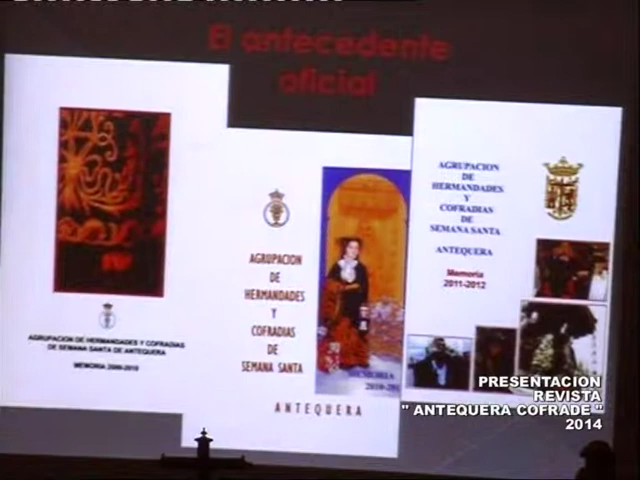 El antecedente
oficial
AGRUPACION DE HERMANDADES Y COFRADIAS
DE SEMANA SANTA DE ANTEQUERA
MEMORIA 2009-2010
AGRUPACION
DE
HERMANDADES
Y
COFRADIAS
DE
SEMANA SANTA
ANTEQUERA
MEMORIA
AGRUPACION
DE
HERMANDADES
Y
COFRADIAS
DE
SEMANA SANTA
ANTEQUERA
Memoria
2011-2012
PRESENTACION
REVISTA
" ANTEQUERA COFRADE "
2014